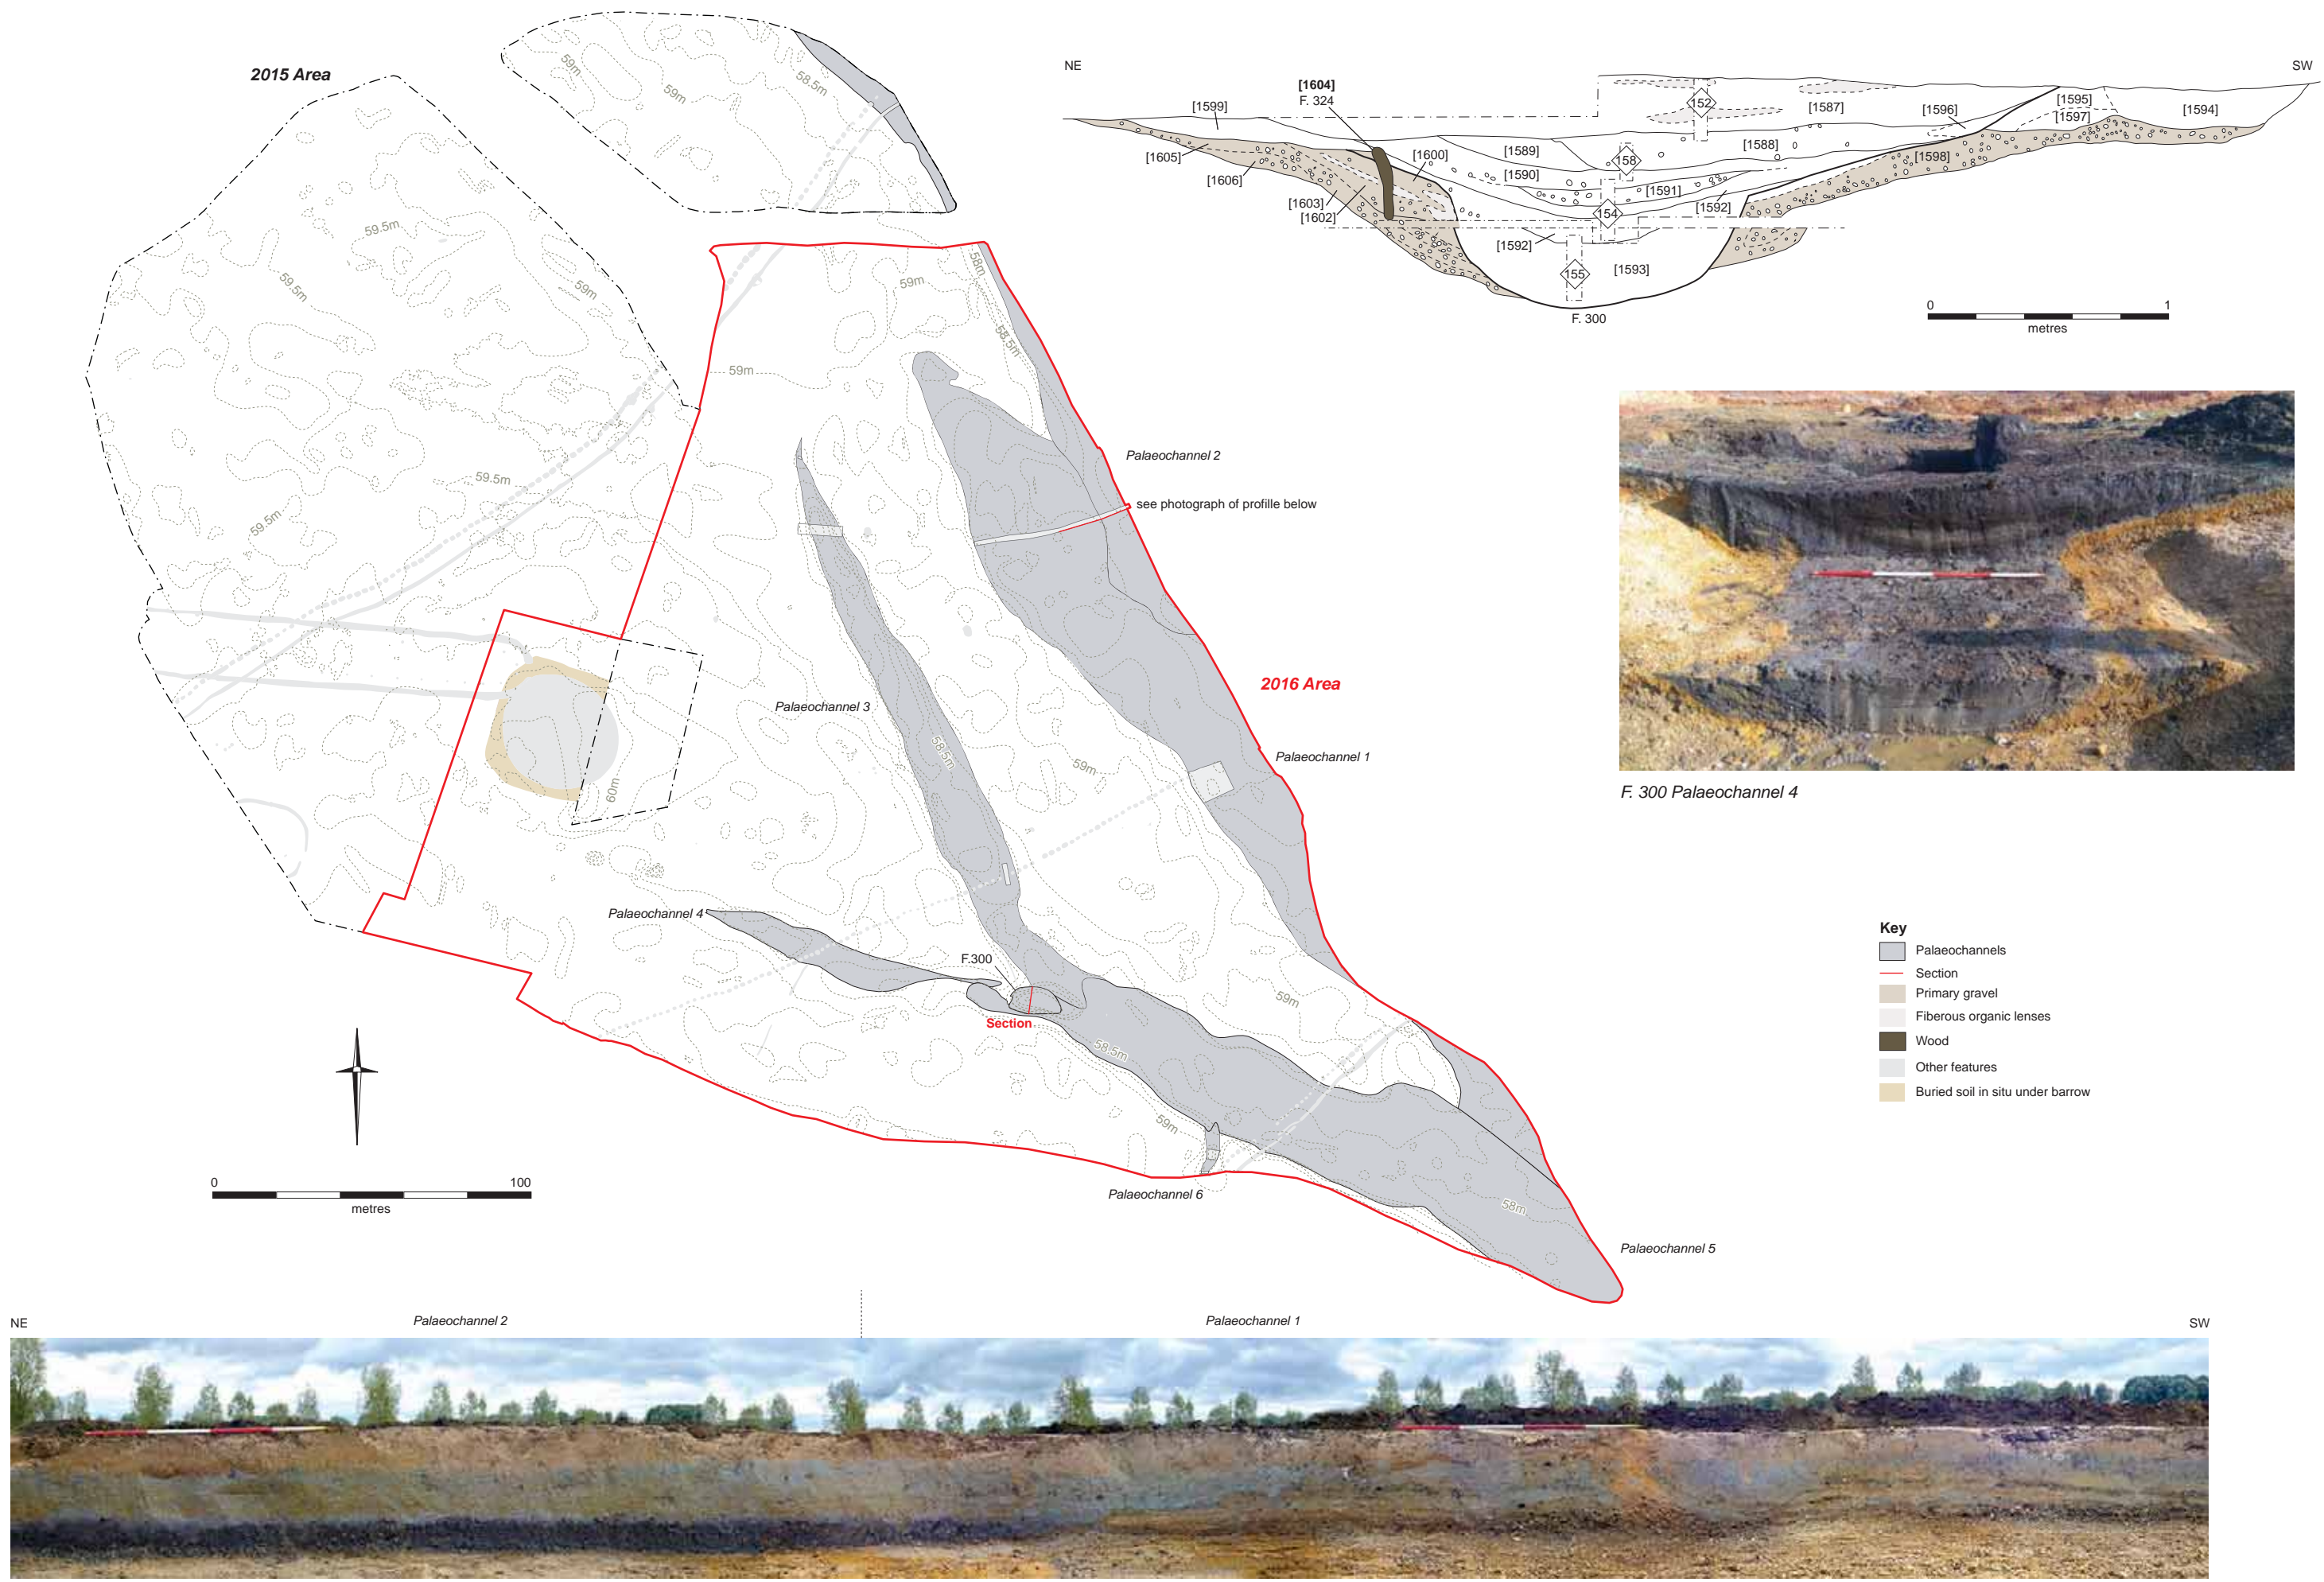 2015 Area
59m
59m
58.5m
59.5m
59.5m
59m
59.5m
59.5m
58m
59m
58.5m
59m
Palaeochannel 2
see photograph of profille below
2016 Area
Palaeochannel 3
58.5m
59m
Palaeochannel 1
60m
Palaeochannel 4
F.300
Section
59m
58.5m
59m
Palaeochannel 6
58m
Palaeochannel 5
0 100
metres
NE
SW
[1604]
F. 324
[1599]
[1605]
[1606]
[1603]
[1602]
[1600]
[1589]
[1590]
[1592]
152
158
154
155
[1587]
[1588]
[1591]
[1592]
[1593]
[1596]
[1595]
[1597]
[1594]
[1598]
F. 300
0 1
metres
F. 300 Palaeochannel 4
Key
Palaeochannels
Section
Primary gravel
Fiberous organic lenses
Wood
Other features
Buried soil in situ under barrow
NE
Palaeochannel 2
Palaeochannel 1
SW